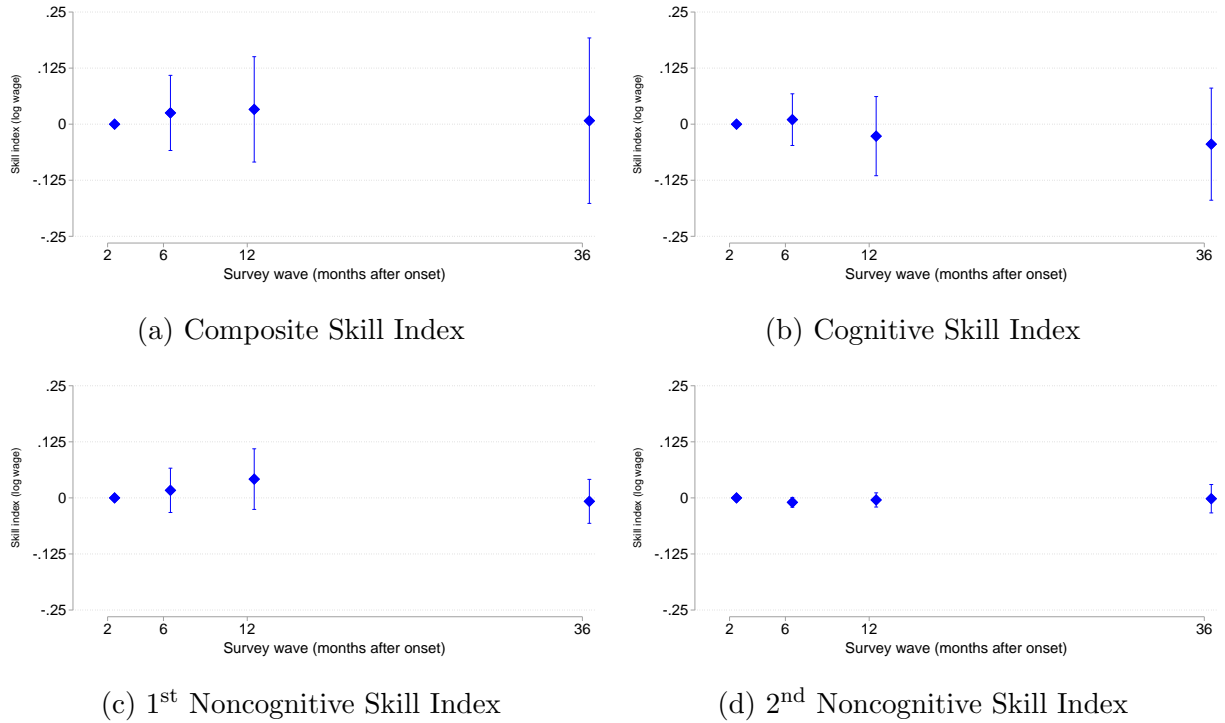 .25
.125
0
-.125
-.25
Skill index (log wage)
2 6 12 36
Survey wave (months after onset)
(a) Composite Skill Index
.25
.125
0
-.125
-.25
Skill index (log wage)
2 6 12 36
Survey wave (months after onset)
(b) Cognitive Skill Index
.25
.125
0
-.125
-.25
Skill index (log wage)
2 6 12 36
Survey wave (months after onset)
(c) 1st Noncognitive Skill Index
.25
.125
0
-.125
-.25
Skill index (log wage)
2 6 12 36
Survey wave (months after onset)
(d) 2nd Noncognitive Skill Index